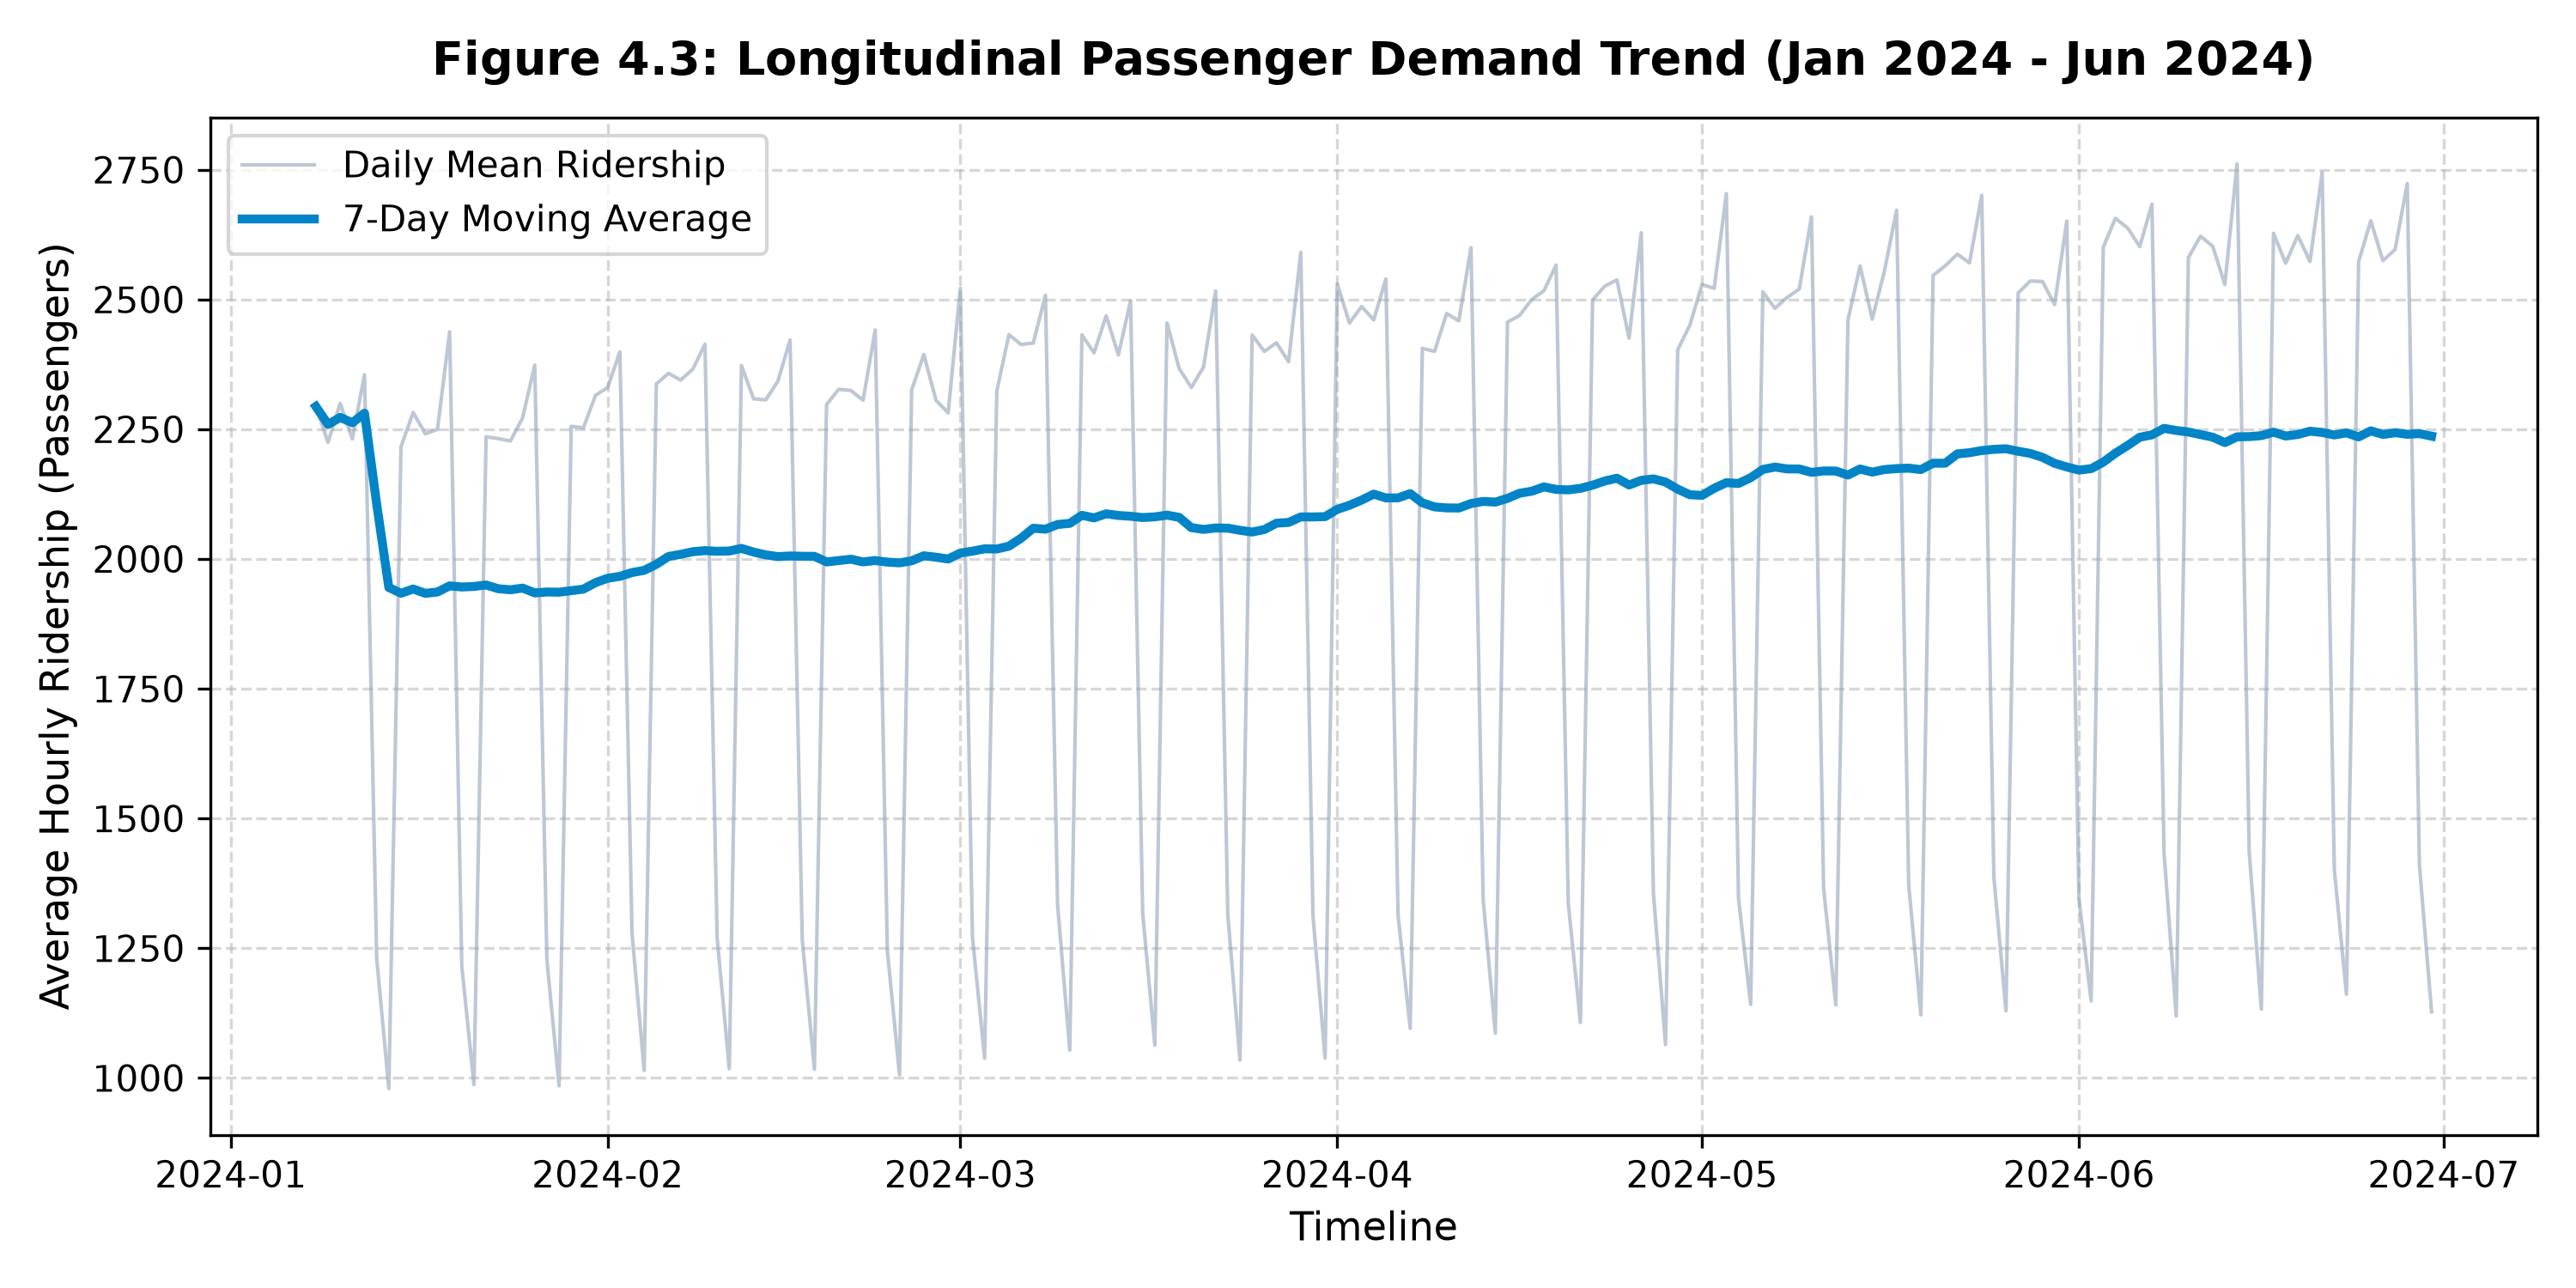 Figure 4.3: Longitudinal Passenger Demand Trend (Jan 2024 - Jun 2024)
Daily Mean Ridership
7-Day Moving Average
Average Hourly Ridership (Passengers)
2750
2500
2250
2000
1750
1500
1250
1000
2024-01 2024-02 2024-03 2024-04 2024-05 2024-06 2024-07
Timeline